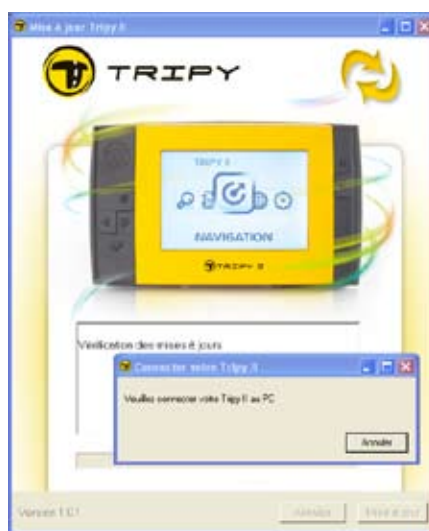 Mise à jour Tripy II
TRIPY
TRIPY II
NAVIGATION
TRIPY II
Vérification des mises à jours
Connecter votre Tripy II
Veuillez connecter votre Tripy II au PC
Annuler
Version 1.0.1
Annuler
Mise à jour